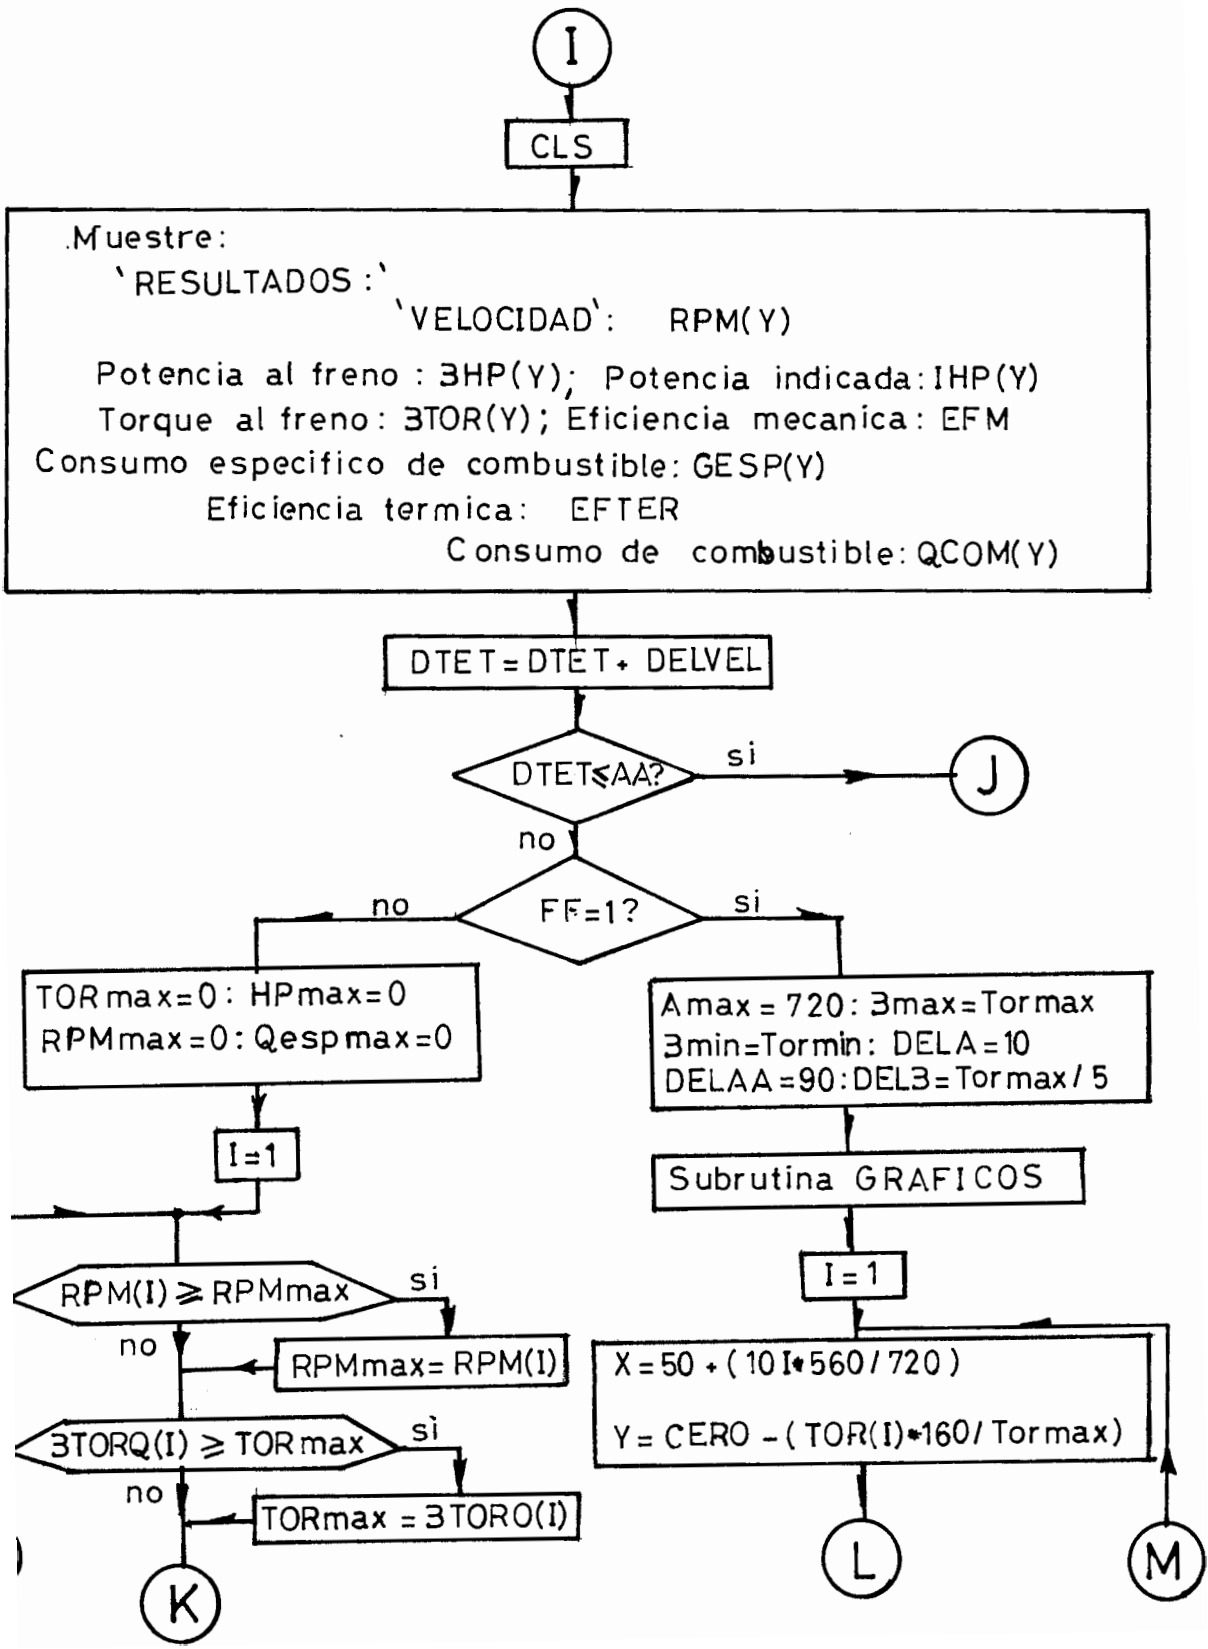 I
CLS
.Muestre:
`RESULTADOS:`
`VELOCIDAD`: RPM(Y)
Potencia al freno : 3HP(Y); Potencia indicada: IHP(Y)
Torque al freno: 3TOR(Y); Eficiencia mecanica: EFM
Consumo especifico de combustible: GESP(Y)
Eficiencia termica: EFTER
Consumo de combustible: QCOM(Y)
DTET=DTET+ DELVEL
DTET≤AA?
si
J
no
FF=1?
no
si
TORmax=0: HPmax=0
RPMmax=0: Qespmax=0
I=1
RPM(I) ≥ RPMmax
si
no
RPMmax=RPM(I)
3TORQ(I) ≥ TORmax
sì
no
TORmax = 3TORO(I)
K
Amax = 720: 3max=Tormax
3min=Tormin: DELA=10
DELAA=90:DEL3=Tormax/5
Subrutina GRAFICOS
I=1
X=50+(10I*560/720)
Y= CERO -( TOR(I)*160/Tormax)
L
M